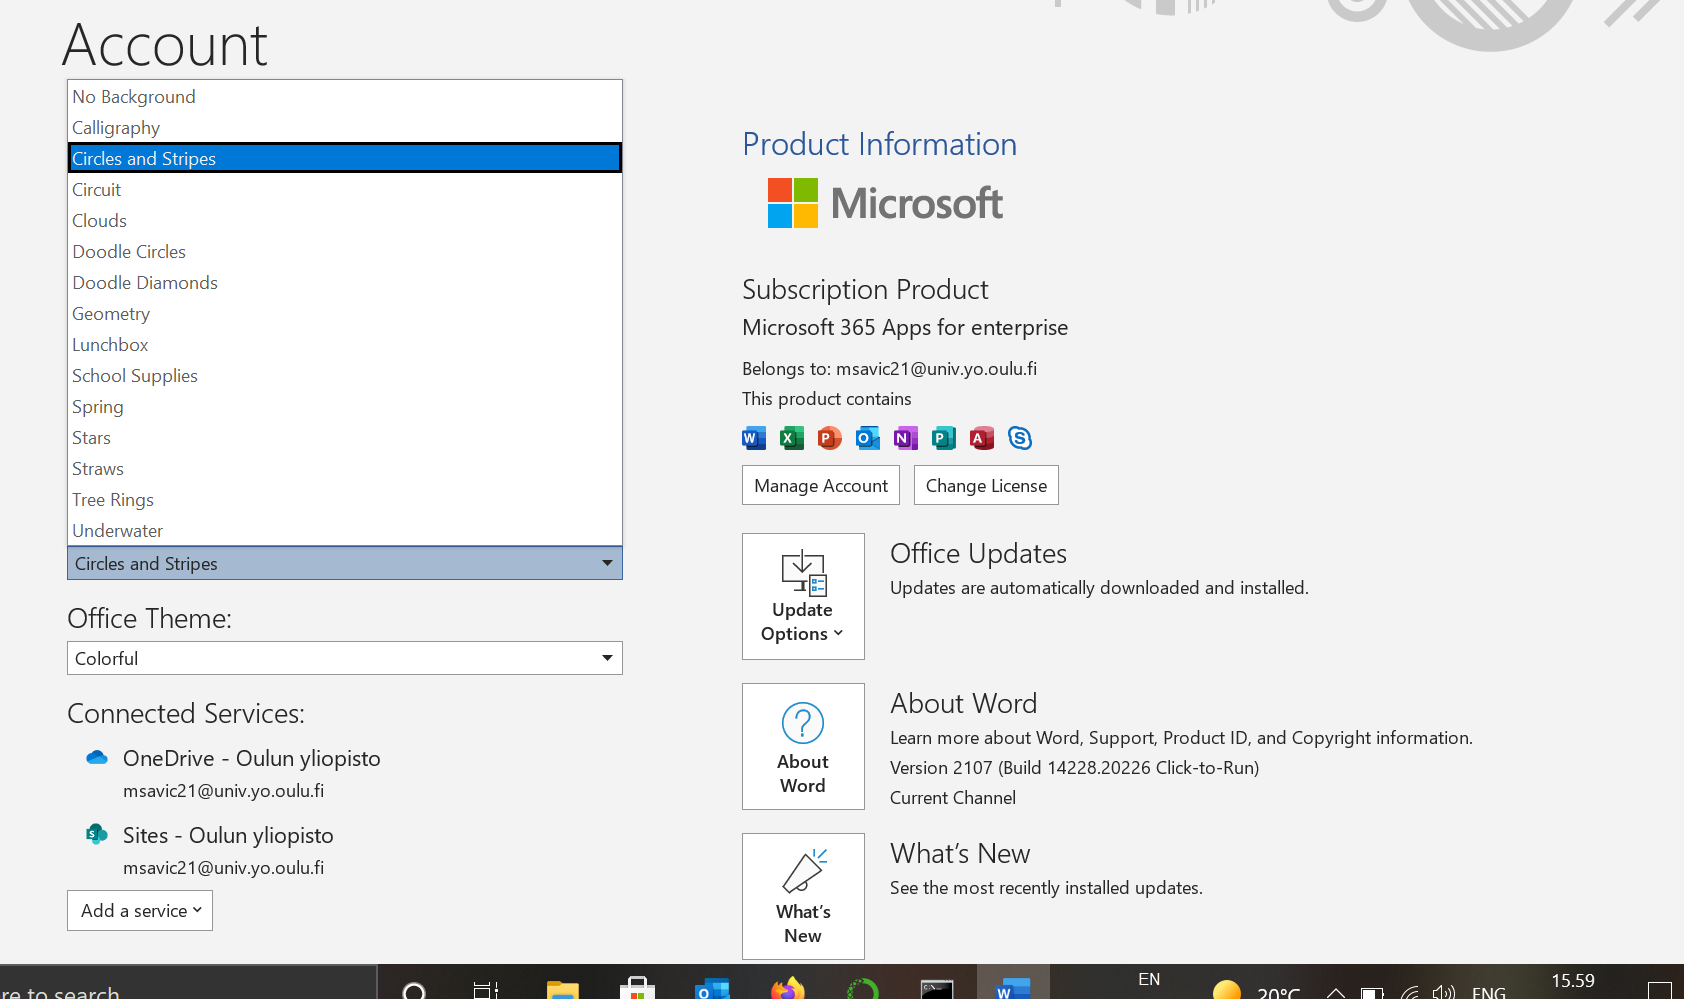 Account
No Background
Calligraphy
Circles and Stripes
Circuit
Clouds
Doodle Circles
Doodle Diamonds
Geometry
Lunchbox
School Supplies
Spring
Stars
Straws
Tree Rings
Underwater
Circles and Stripes
Office Theme:
Colorful
Connected Services:
OneDrive - Oulun yliopisto
msavic21@univ.yo.oulu.fi
Sites - Oulun yliopisto
msavic21@univ.yo.oulu.fi
Add a service
Product Information
Microsoft
Subscription Product
Microsoft 365 Apps for enterprise
Belongs to: msavic21@univ.yo.oulu.fi
This product contains
Manage Account
Change License
Update
Options
Office Updates
Updates are automatically downloaded and installed.
About
Word
About Word
Learn more about Word, Support, Product ID, and Copyright information.
Version 2107 (Build 14228.20226 Click-to-Run)
Current Channel
What's
New
What's New
See the most recently installed updates.
re to search
EN
20°C
ENG
15.59